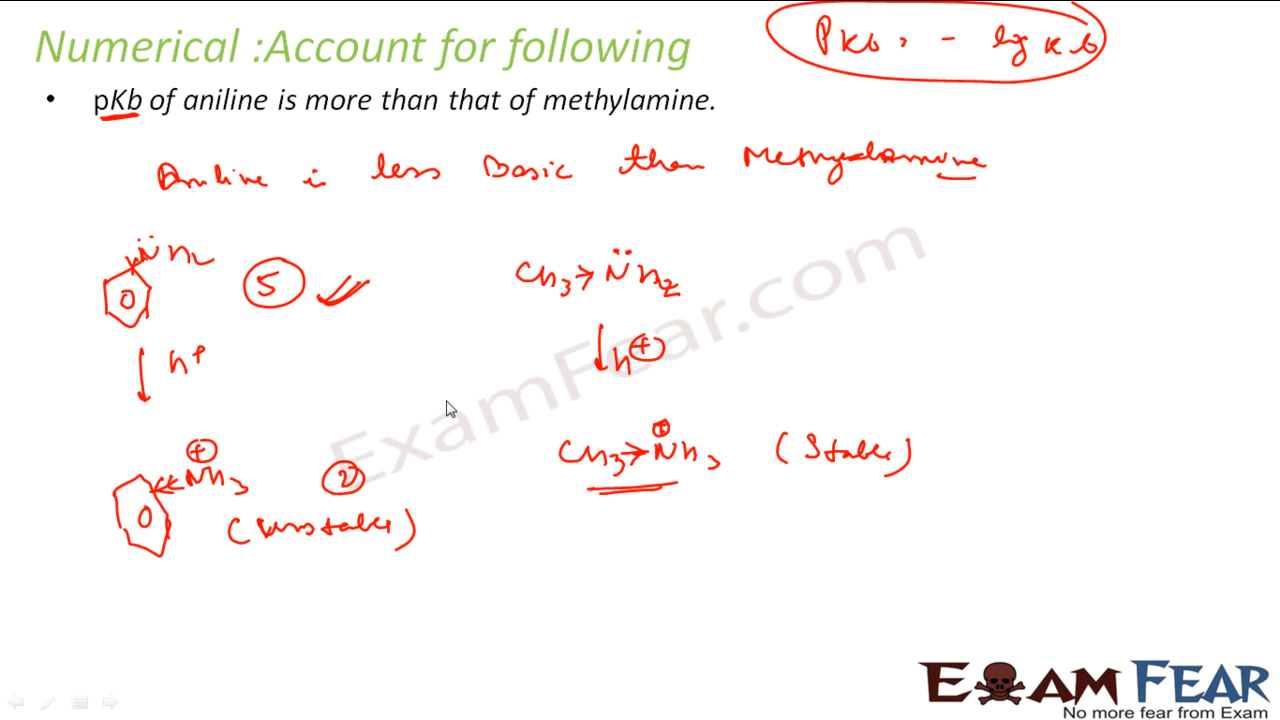 Numerical :Account for following
PKb = - log Kb
• pKb of aniline is more than that of methylamine.
Aniline is less Basic than Methylamine
N̈H2
5
CH3 > N̈H2
H+
H⊕
⊕
NH3
2
(Unstable)
⊕
CH3 → NH3 (Stable)
ExamFear.com
EXAM FEAR
No more fear from Exam